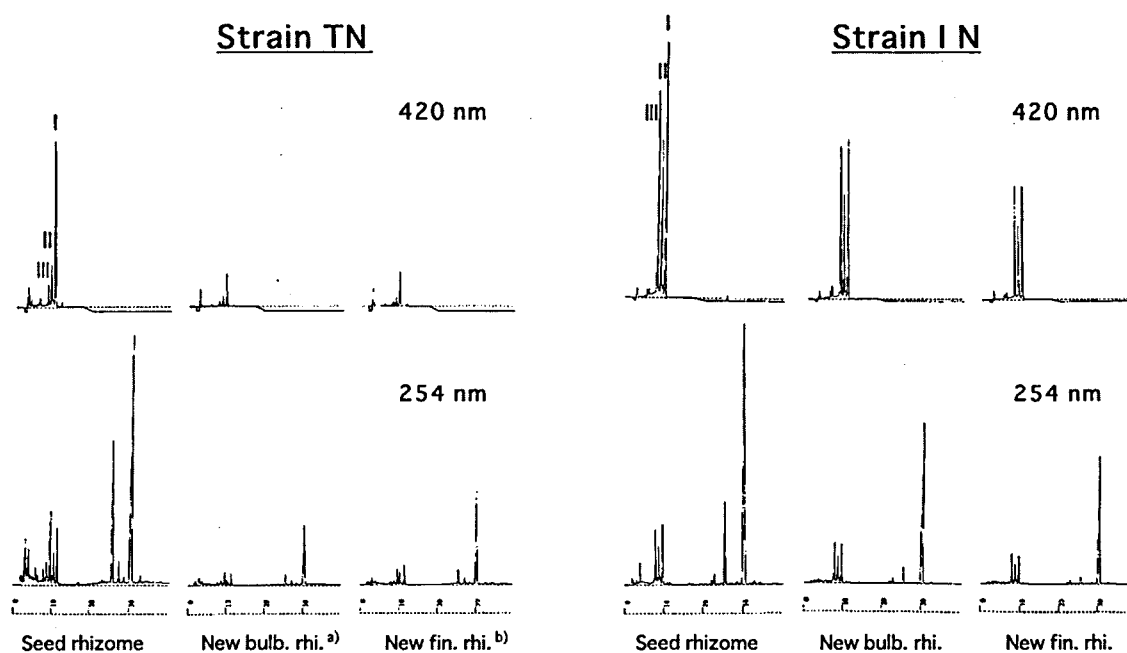 Strain TN
Strain I N
420 nm
420 nm
I
II
III
I
II
III
254 nm
254 nm
Seed rhizome
New bulb. rhi. a)
New fin. rhi. b)
Seed rhizome
New bulb. rhi.
New fin. rhi.